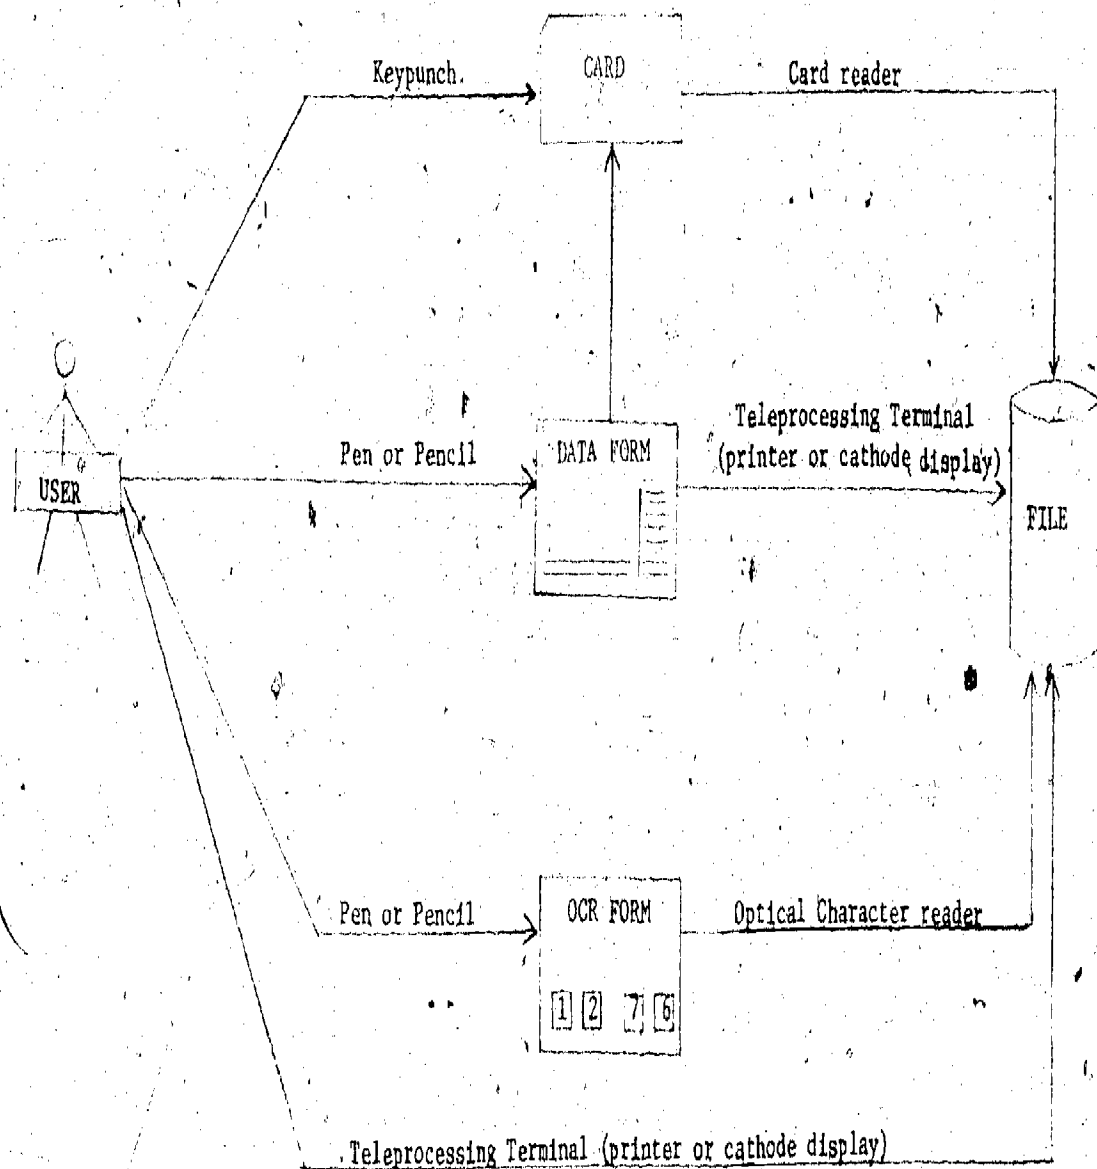 Keypunch.
CARD
Card reader
Pen or Pencil
DATA FORM
Teleprocessing Terminal
(printer or cathode display)
USER
FILE
Pen or Pencil
OCR FORM
Optical Character reader
1 2 7 6
Teleprocessing Terminal (printer or cathode display)